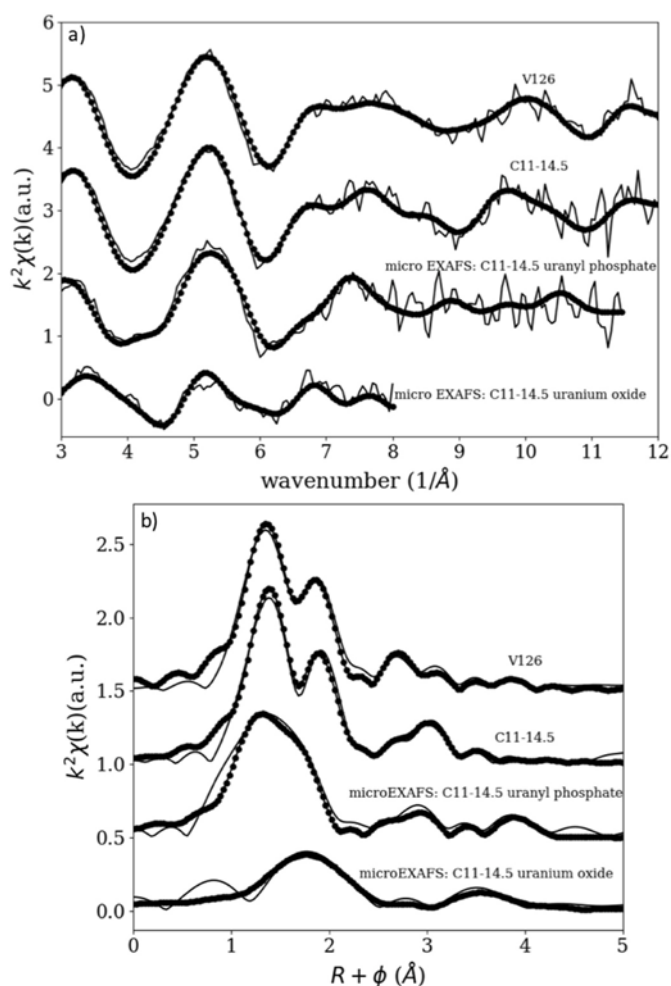 a)
6
5
4
3
2
1
0
k²χ(k)(a.u.)
V126
C11-14.5
micro EXAFS: C11-14.5 uranyl phosphate
micro EXAFS: C11-14.5 uranium oxide
3 4 5 6 7 8 9 10 11 12
wavenumber (1/Å)
b)
2.5
2.0
1.5
1.0
0.5
0.0
k²χ(k)(a.u.)
V126
C11-14.5
microEXAFS: C11-14.5 uranyl phosphate
microEXAFS: C11-14.5 uranium oxide
0 1 2 3 4 5
R + ϕ (Å)